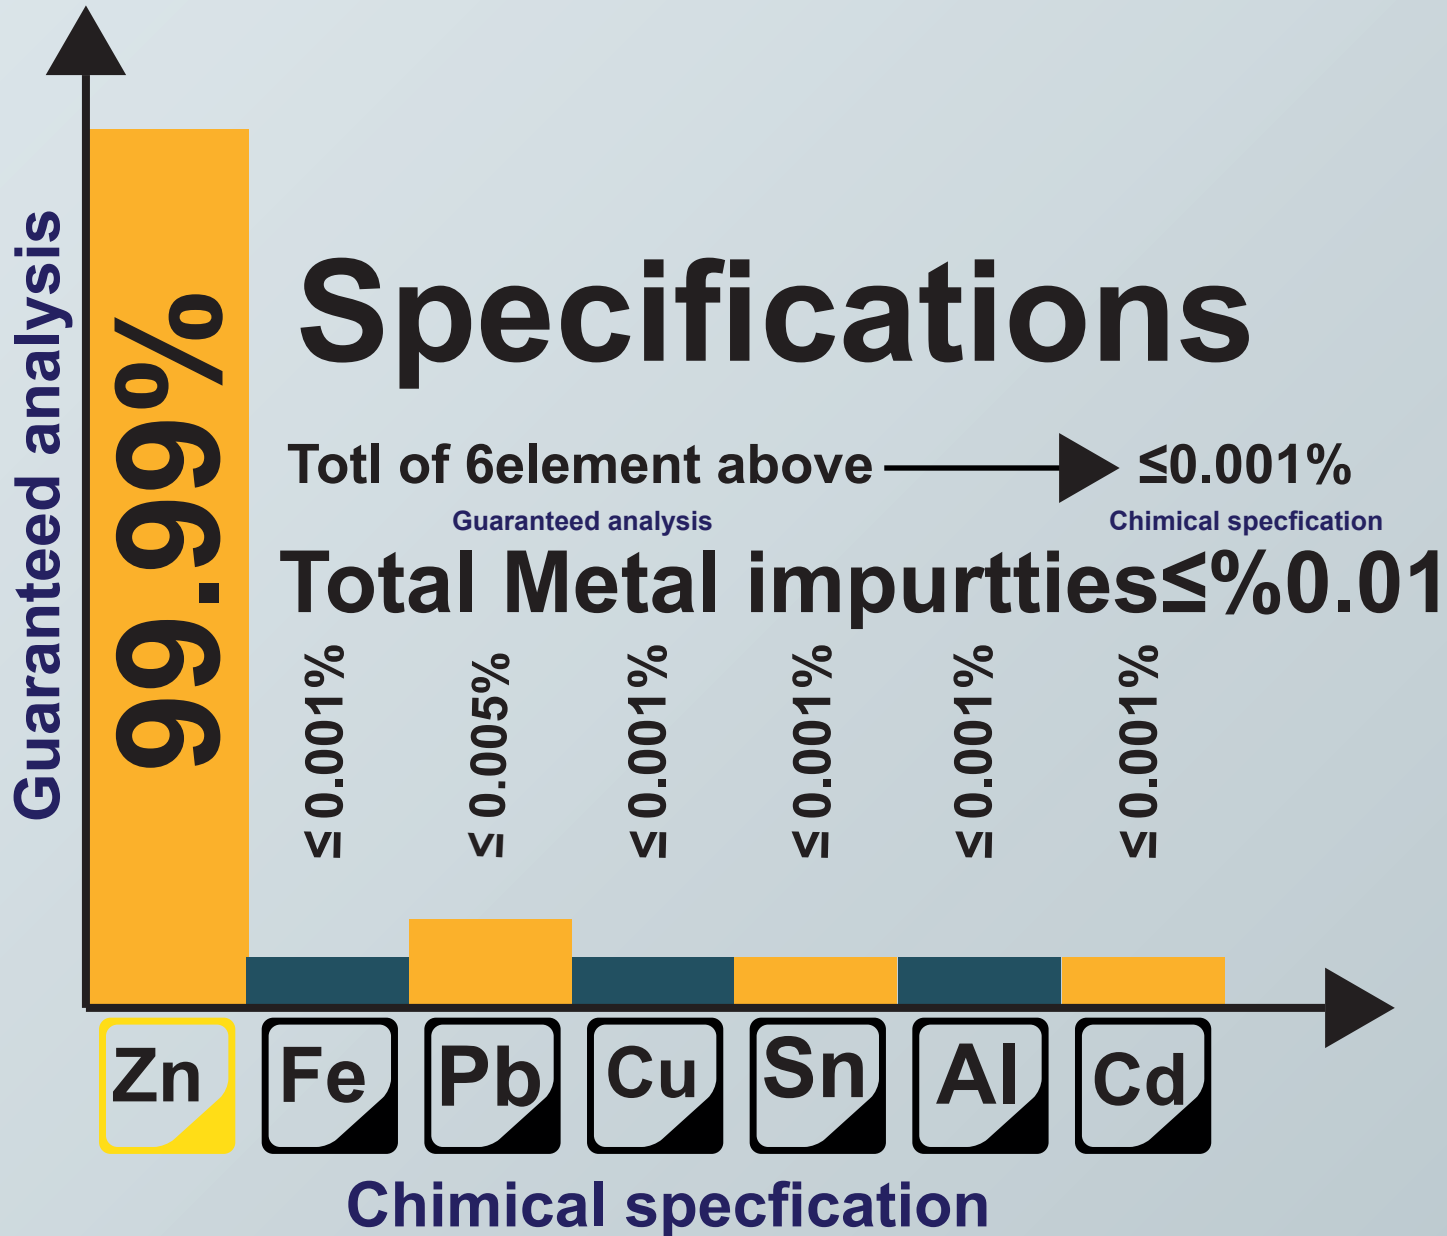 Guaranteed analysis
99.99%
Specifications
Totl of 6element above ≤0.001%
Guaranteed analysis Chimical specfication
Total Metal impurtties≤%0.01
≤ 0.001%
≤ 0.005%
≤ 0.001%
≤ 0.001%
≤ 0.001%
≤ 0.001%
Zn Fe Pb Cu Sn Al Cd
Chimical specfication